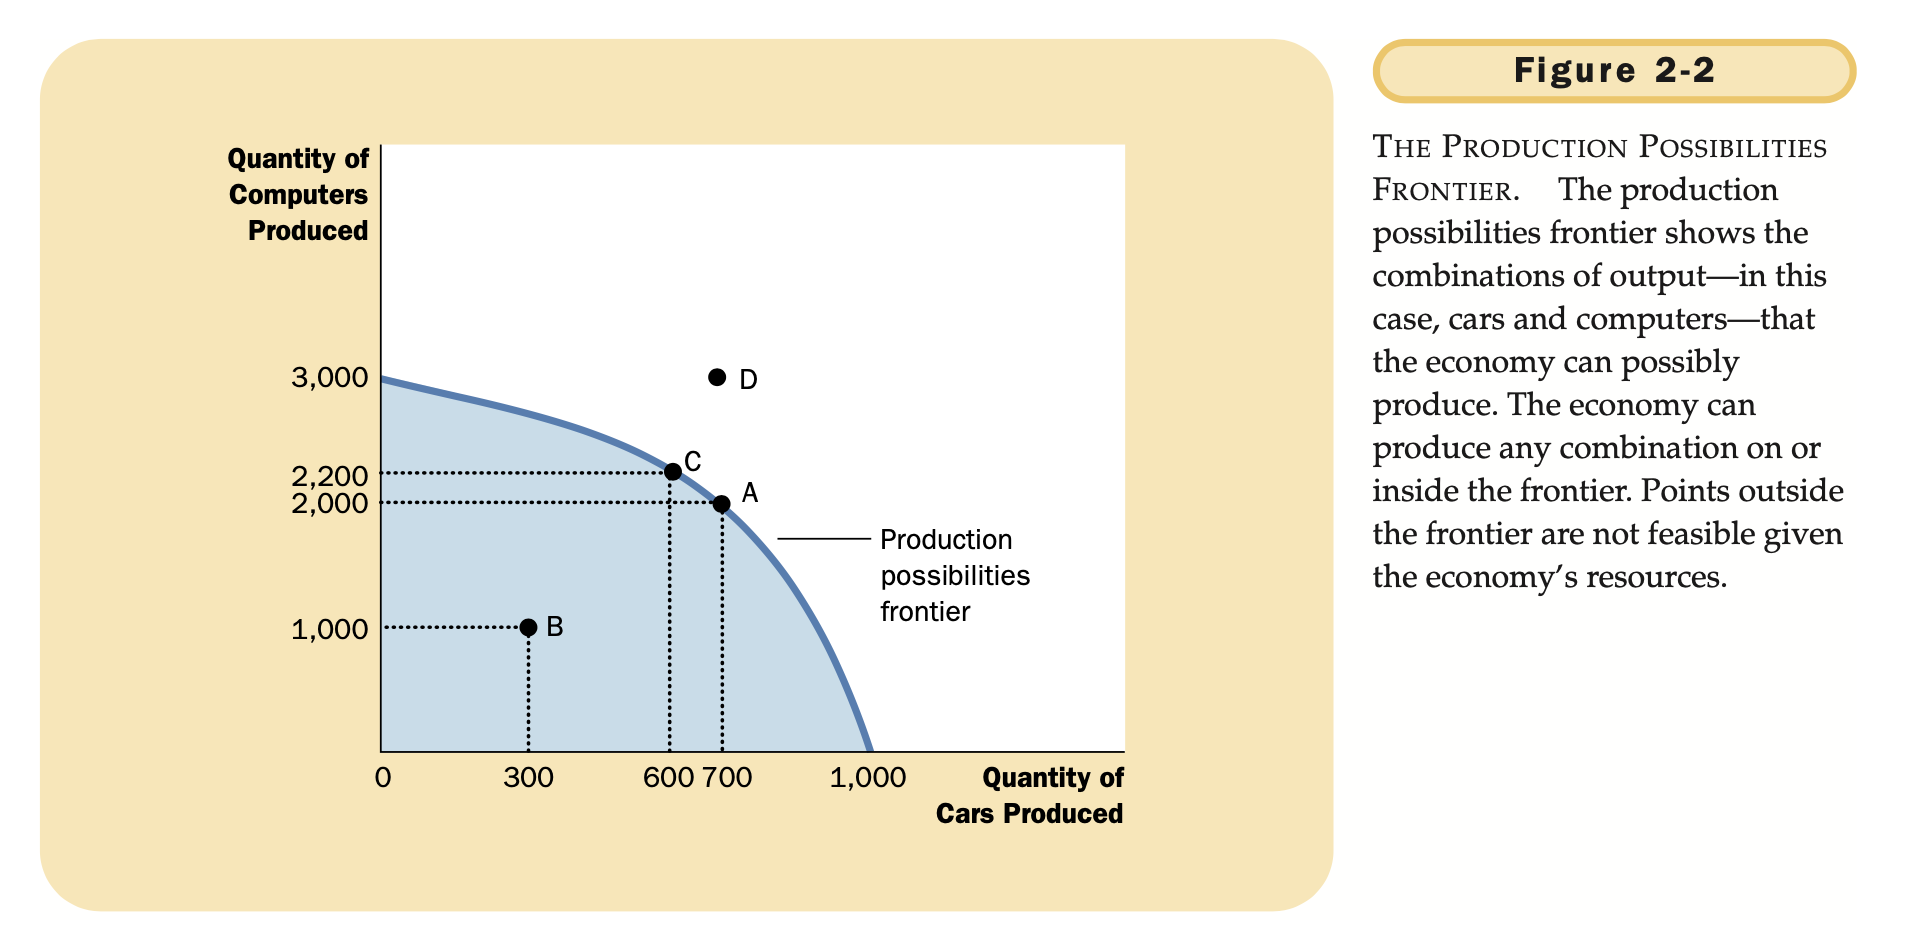 Figure 2-2
THE PRODUCTION POSSIBILITIES
FRONTIER. The production
possibilities frontier shows the
combinations of output—in this
case, cars and computers—that
the economy can possibly
produce. The economy can
produce any combination on or
inside the frontier. Points outside
the frontier are not feasible given
the economy’s resources.
Quantity of
Computers
Produced
3,000
D
C
2,200
A
2,000
Production
possibilities
frontier
1,000
B
0
300
600
700
1,000
Quantity of
Cars Produced